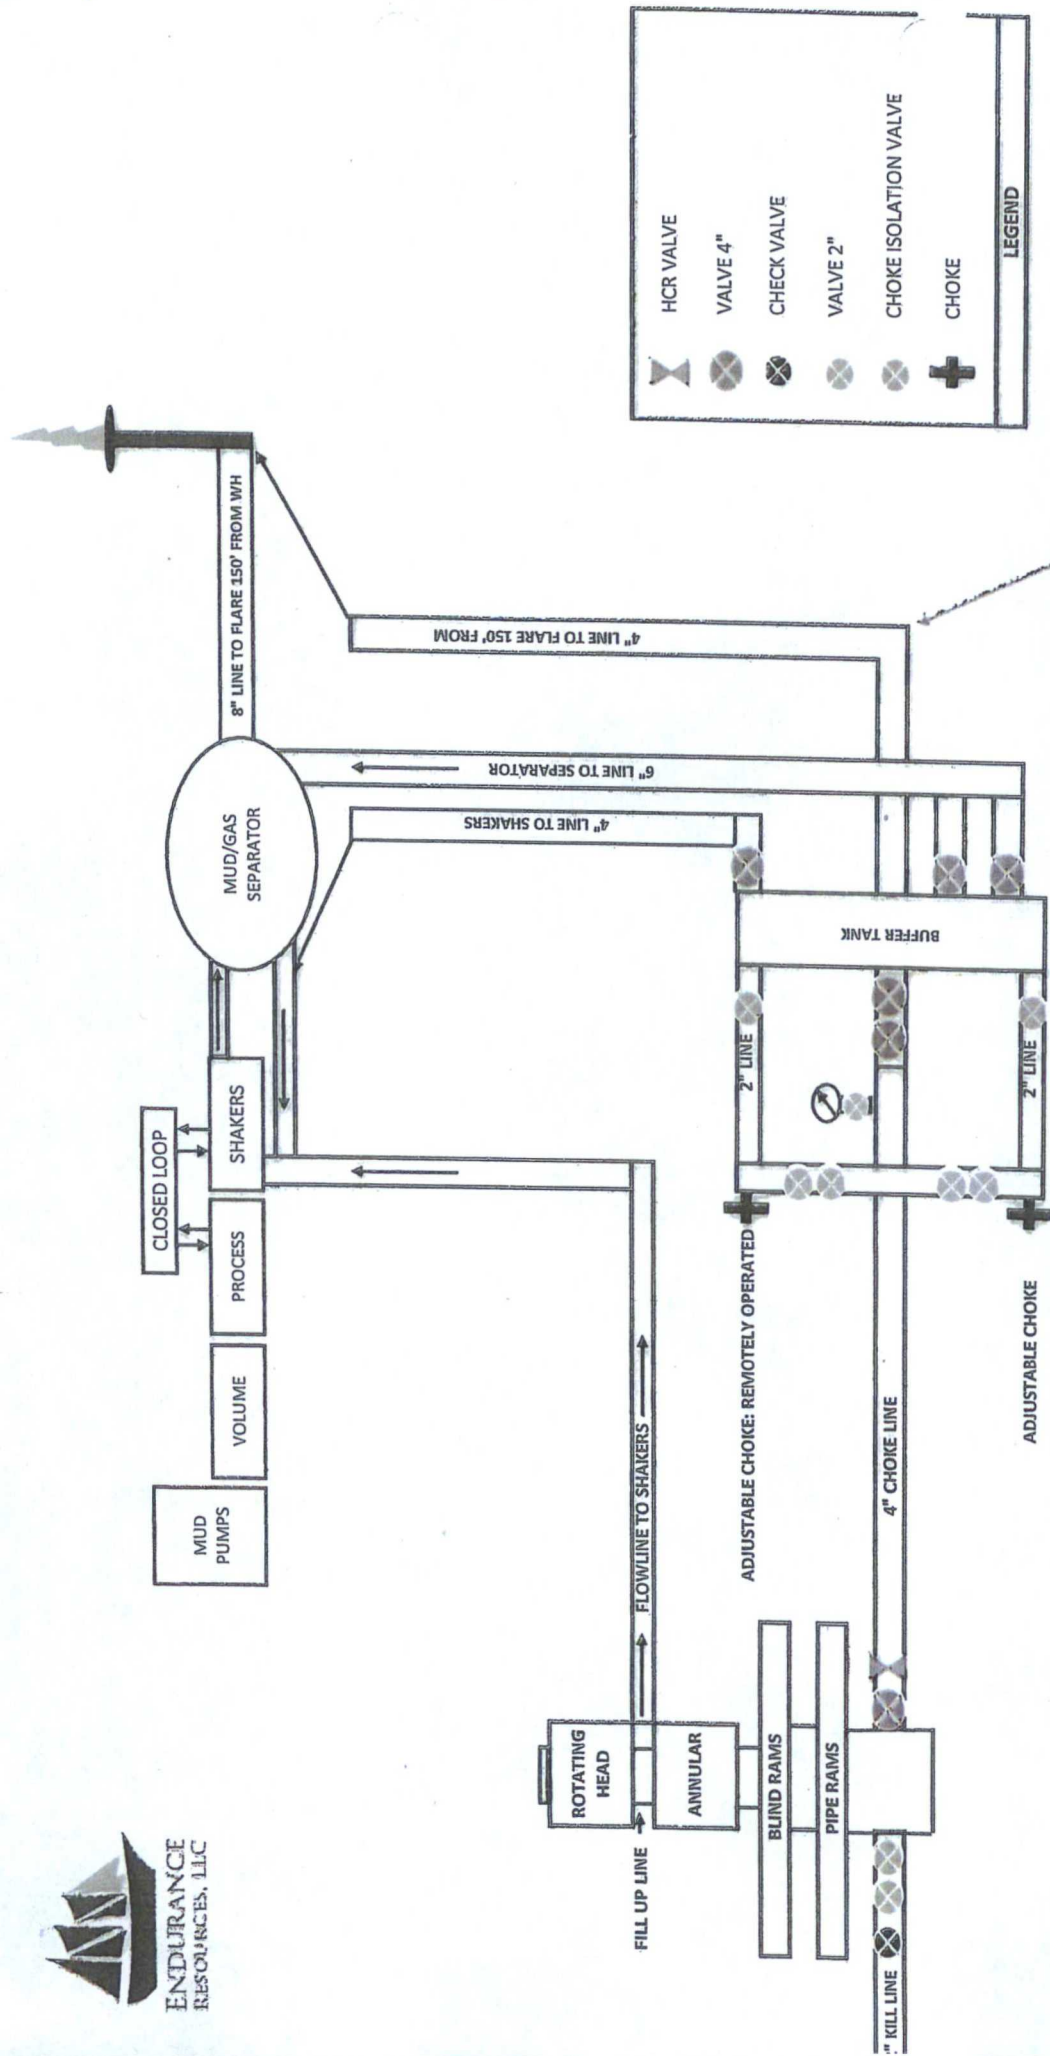 ENDURANCE
RESOURCES, LLC
MUD
PUMPS
VOLUME
PROCESS
SHAKERS
CLOSED LOOP
MUD/GAS
SEPARATOR
8" LINE TO FLARE 150' FROM WH
FILL UP LINE
ROTATING
HEAD
ANNULAR
BLIND RAMS
PIPE RAMS
" KILL LINE
FLOWLINE TO SHAKERS
ADJUSTABLE CHOKE: REMOTELY OPERATED
4" CHOKE LINE
ADJUSTABLE CHOKE
2" LINE
2" LINE
BUFFER TANK
4" LINE TO SHAKERS
6" LINE TO SEPARATOR
4" LINE TO FLARE 150' FROM
HCR VALVE
VALVE 4"
CHECK VALVE
VALVE 2"
CHOKE ISOLATION VALVE
CHOKE
LEGEND